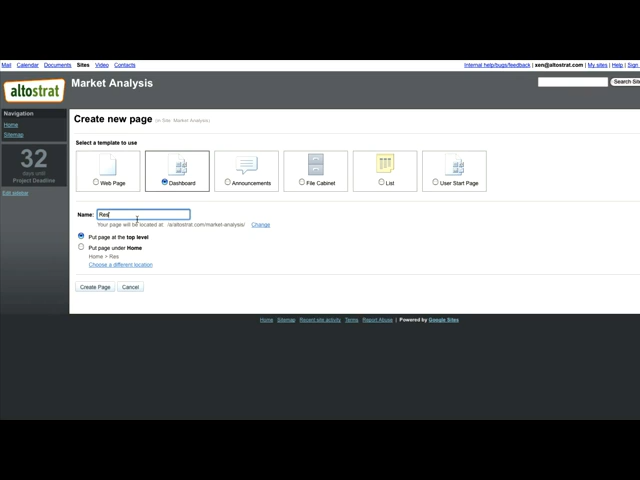 Mail Calendar Documents Sites Video Contacts
Internal help/bugs/feedback | xen@altostrat.com | My sites | Help | Sign
altostrat
Market Analysis
Search Site
Navigation
Home
Sitemap
32
days until
Project Deadline
Edit sidebar
Create new page (in Site: Market Analysis)
Select a template to use
Web Page
Dashboard
Announcements
File Cabinet
List
User Start Page
Name: Res
Your page will be located at: /a/altostrat.com/market-analysis/ Change
Put page at the top level
Put page under Home
Home > Res
Choose a different location
Create Page Cancel
Home Sitemap Recent site activity Terms Report Abuse | Powered by Google Sites